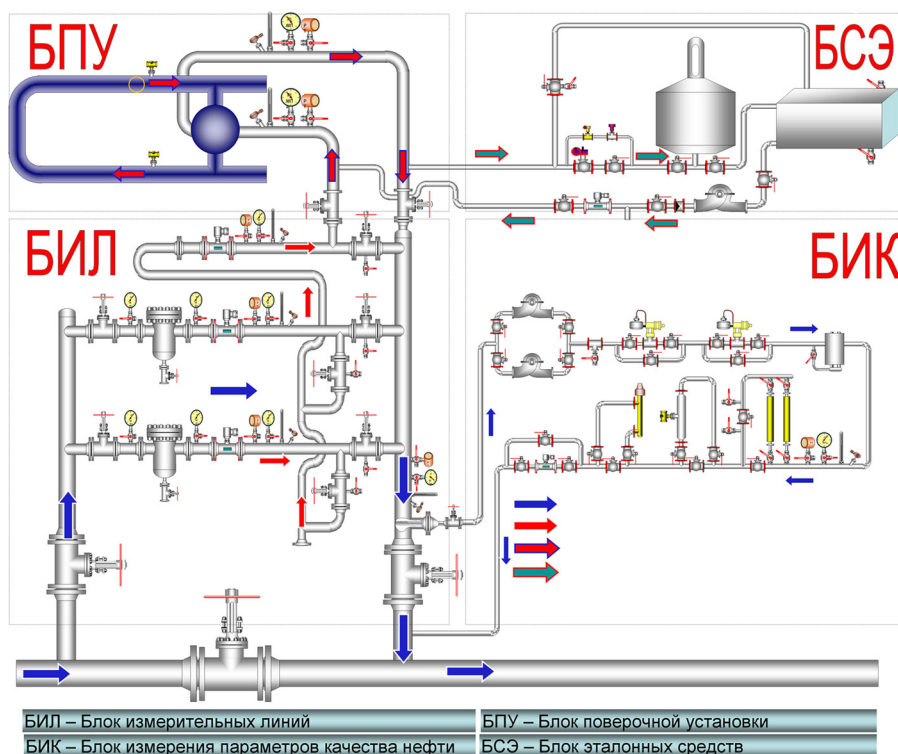 БПУ
БСЭ
БИЛ
БИК
БИЛ – Блок измерительных линий
БПУ – Блок поверочной установки
БИК – Блок измерения параметров качества нефти
БСЭ – Блок эталонных средств